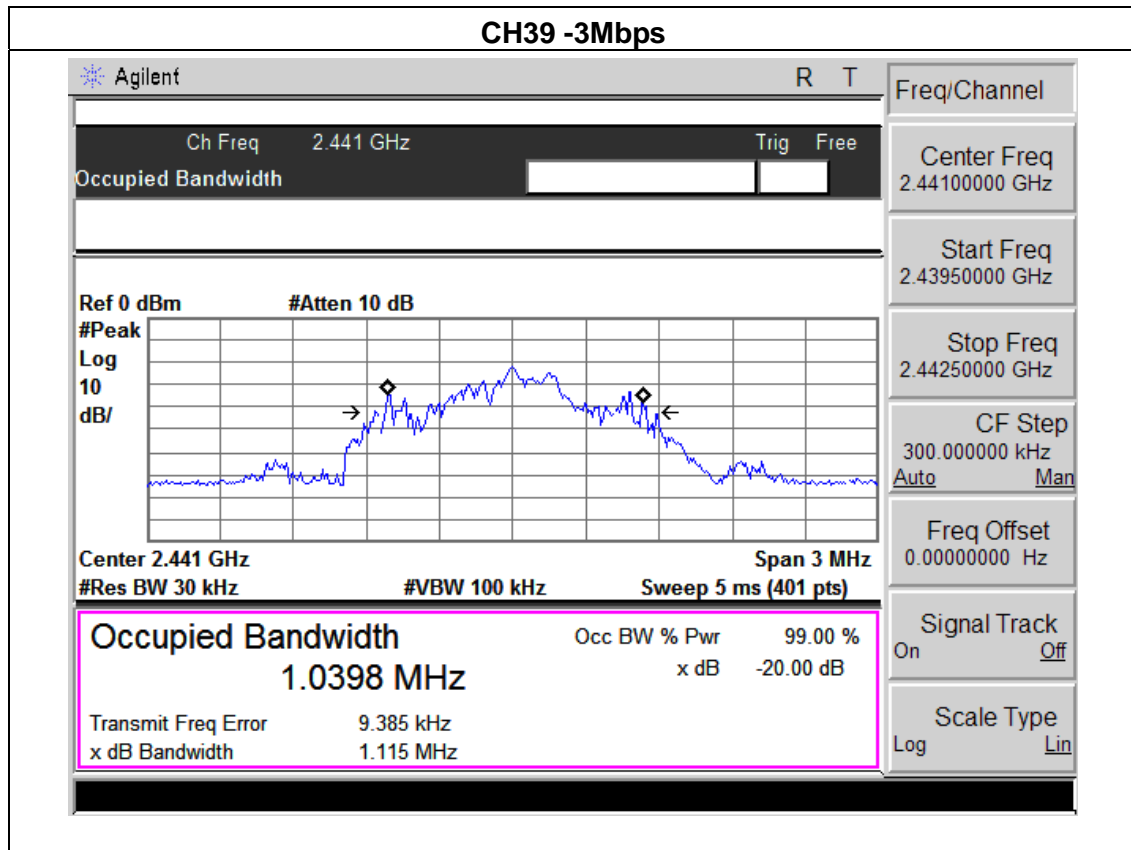 CH39 -3Mbps
Agilent R T
Ch Freq 2.441 GHz Trig Free
Occupied Bandwidth
Ref 0 dBm #Atten 10 dB
#Peak
Log
10
dB/
Center 2.441 GHz Span 3 MHz
#Res BW 30 kHz #VBW 100 kHz Sweep 5 ms (401 pts)
Occupied Bandwidth Occ BW % Pwr 99.00 %
1.0398 MHz x dB -20.00 dB
Transmit Freq Error 9.385 kHz
x dB Bandwidth 1.115 MHz
Freq/Channel
Center Freq
2.44100000 GHz
Start Freq
2.43950000 GHz
Stop Freq
2.44250000 GHz
CF Step
300.000000 kHz
Auto Man
Freq Offset
0.00000000 Hz
Signal Track
On Off
Scale Type
Log Lin